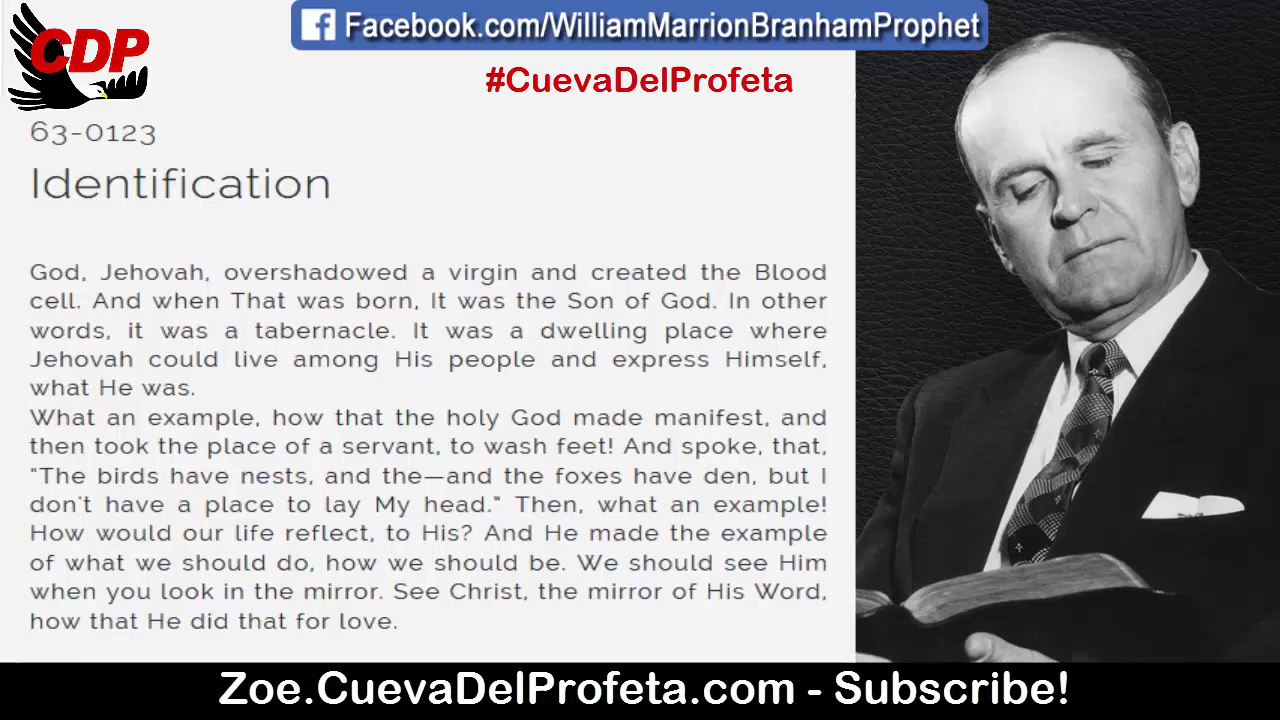 CDP
Facebook.com/WilliamMarrionBranhamProphet
#CuevaDelProfeta
63-0123
Identification
God, Jehovah, overshadowed a virgin and created the Blood
cell. And when That was born, It was the Son of God. In other
words, it was a tabernacle. It was a dwelling place where
Jehovah could live among His people and express Himself,
what He was.
What an example, how that the holy God made manifest, and
then took the place of a servant, to wash feet! And spoke, that,
"The birds have nests, and the—and the foxes have den, but I
don't have a place to lay My head." Then, what an example!
How would our life reflect, to His? And He made the example
of what we should do, how we should be. We should see Him
when you look in the mirror. See Christ, the mirror of His Word,
how that He did that for love.
Zoe.CuevaDelProfeta.com - Subscribe!